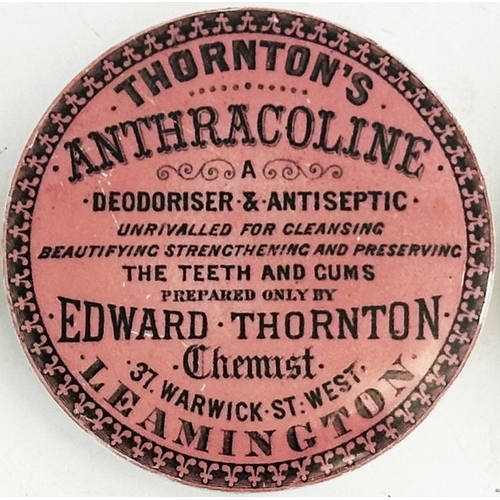 THORNTON'S
ANTHRACOLINE
A
DEODORISER & ANTISEPTIC
UNRIVALLED FOR CLEANSING
BEAUTIFYING STRENGTHENING AND PRESERVING
THE TEETH AND GUMS
PREPARED ONLY BY
EDWARD · THORNTON
· Chemist ·
· 37, WARWICK · ST: WEST,
LEAMINGTON